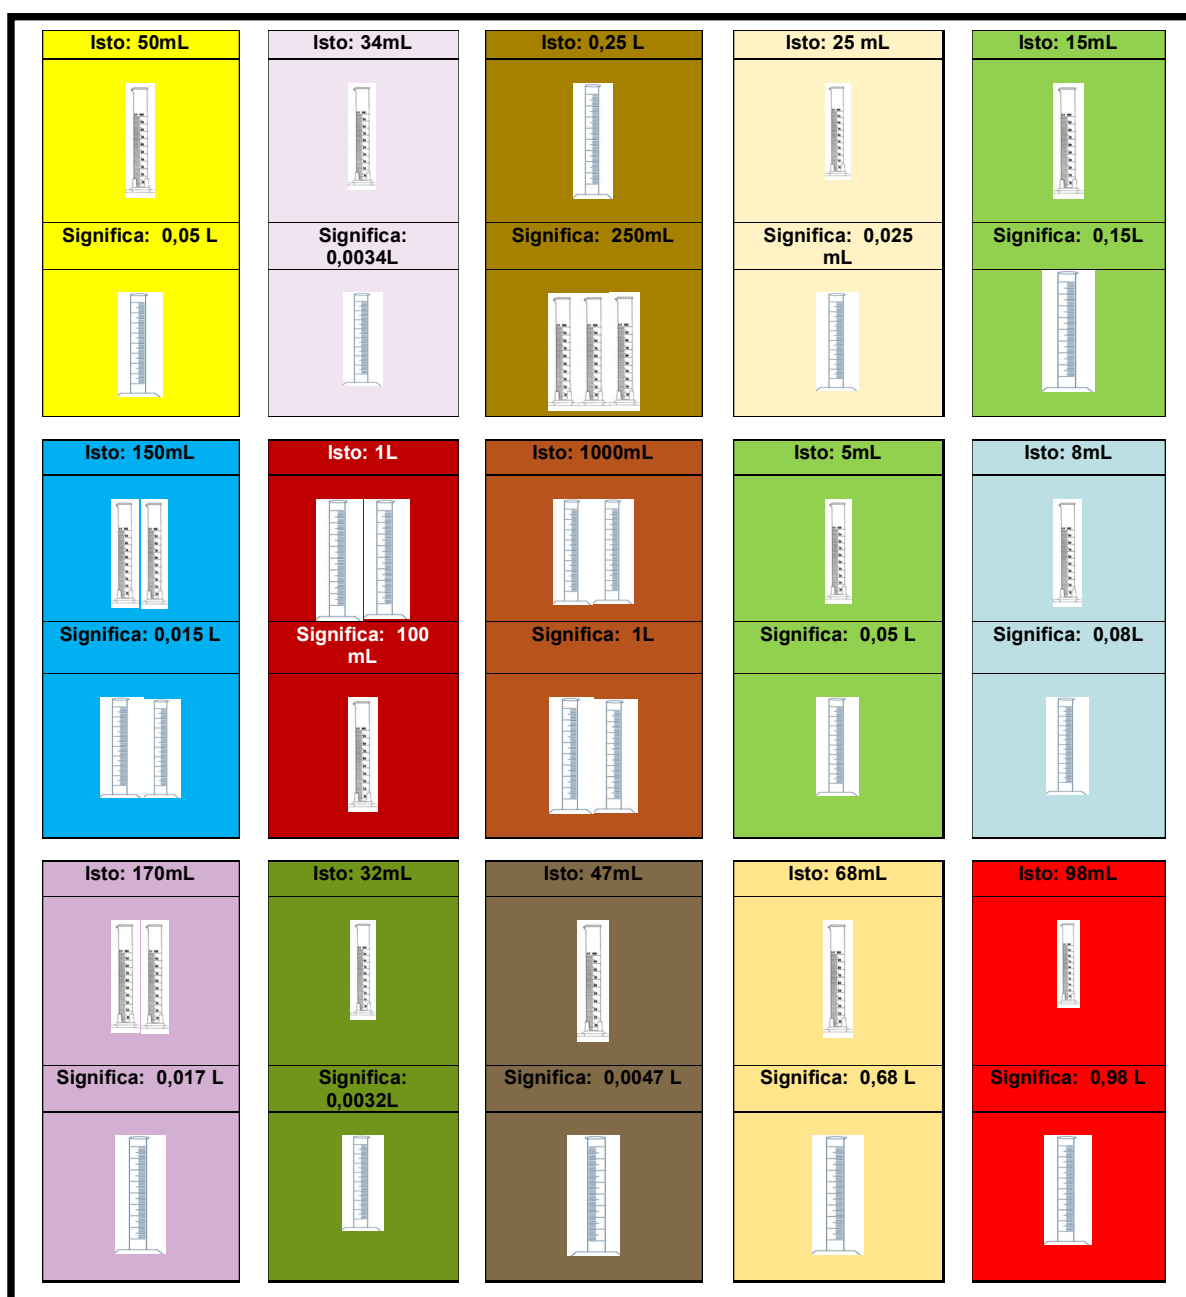 Isto: 50mL
Isto: 34mL
Isto: 0,25 L
Isto: 25 mL
Isto: 15mL
Significa: 0,05 L
Significa:
0,0034L
Significa: 250mL
Significa: 0,025
mL
Significa: 0,15L
Isto: 150mL
Isto: 1L
Isto: 1000mL
Isto: 5mL
Isto: 8mL
Significa: 0,015 L
Significa: 100
mL
Significa: 1L
Significa: 0,05 L
Significa: 0,08L
Isto: 170mL
Isto: 32mL
Isto: 47mL
Isto: 68mL
Isto: 98mL
Significa: 0,017 L
Significa:
0,0032L
Significa: 0,0047 L
Significa: 0,68 L
Significa: 0,98 L